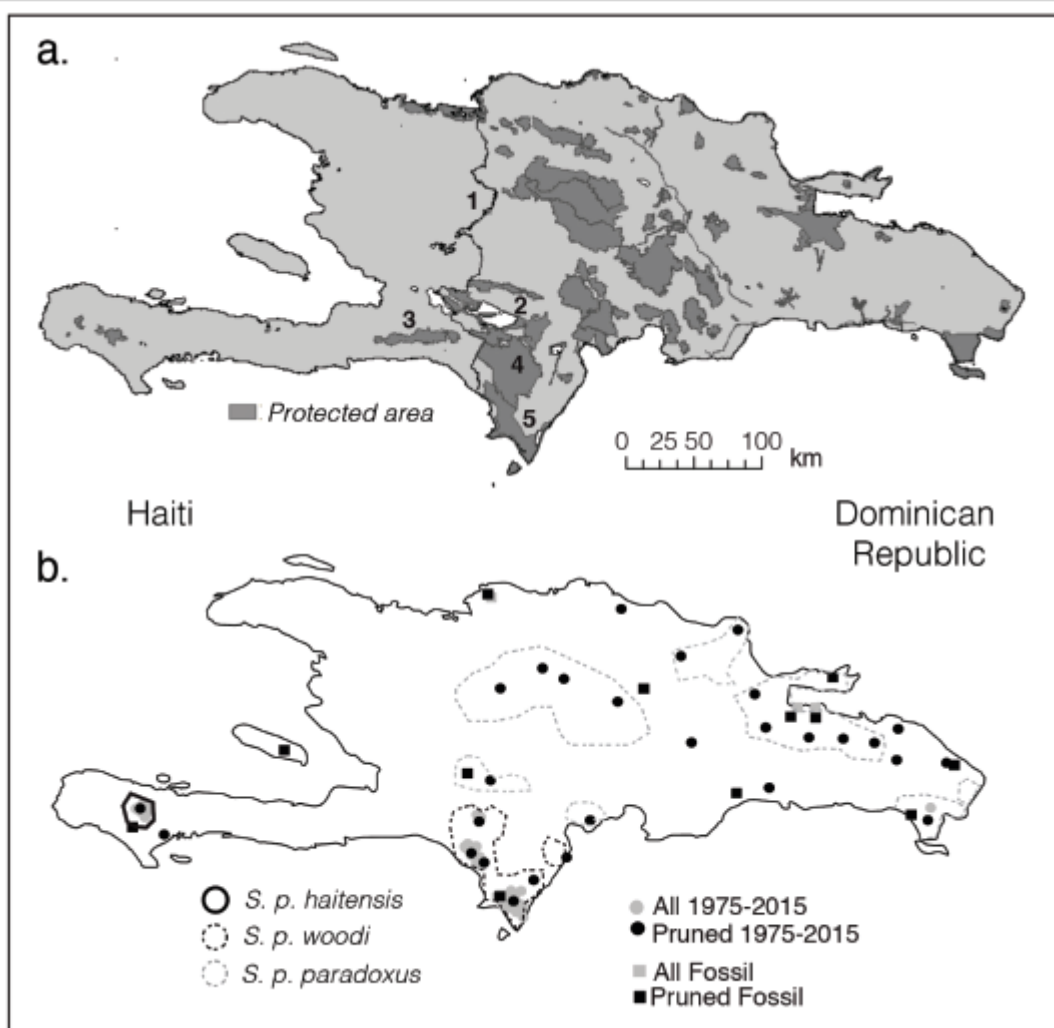 a.
1
2
3
4
5
Protected area
0 25 50 100
km
Haiti
Dominican
Republic
b.
S. p. haitensis
S. p. woodi
S. p. paradoxus
All 1975-2015
Pruned 1975-2015
All Fossil
Pruned Fossil